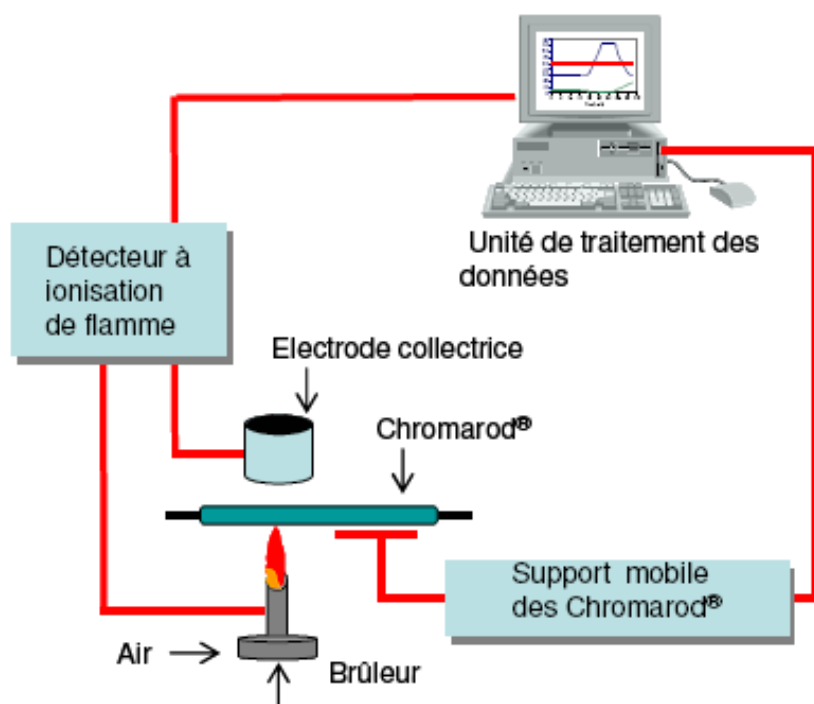 Unité de traitement des
données
Détecteur à
ionisation
de flamme
Electrode collectrice
Chromarod®
Support mobile
des Chromarod®
Air
Brûleur